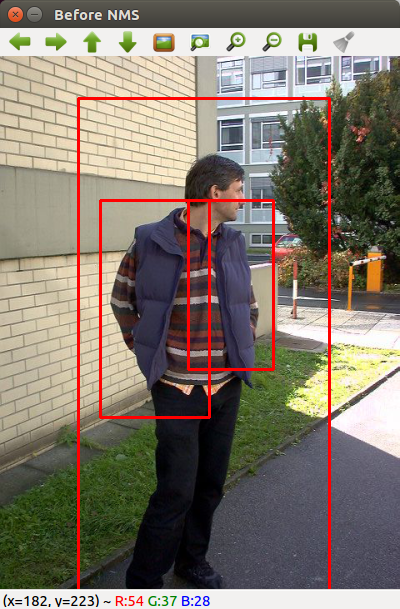 Before NMS
(x=182, y=223) ~ R:54 G:37 B:28